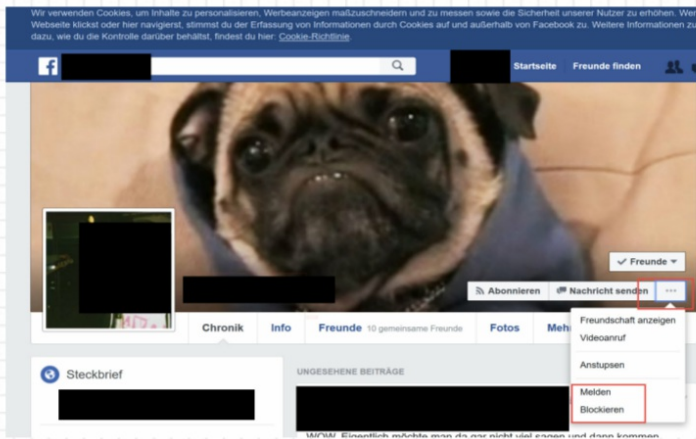 Wir verwenden Cookies, um Inhalte zu personalisieren, Werbeanzeigen maßzuschneidern und zu messen sowie die Sicherheit unserer Nutzer zu erhöhen.
Webseite klickst oder hier navigierst, stimmst du der Erfassung von Informationen durch Cookies auf und außerhalb von Facebook zu. Weitere Informationen
dazu, wie du die Kontrolle darüber behältst, findest du hier: Cookie-Richtlinie.
f Startseite Freunde finden
✓ Freunde
Abonnieren Nachricht senden ...
Chronik Info Freunde 10 gemeinsame Freunde Fotos
Freundschaft anzeigen
Videoanruf
Anstupsen
Melden
Blockieren
Steckbrief
UNGESEHENE BEITRÄGE
WOW. Eigentlich möchte man da gar nicht viel sagen und dann kommen